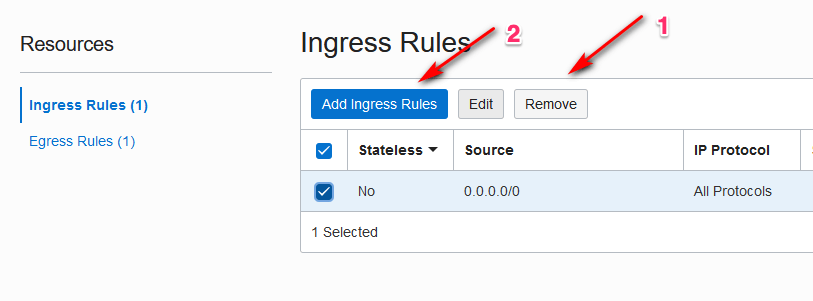 Resources
Ingress Rules (1)
Egress Rules (1)
Ingress Rules
2
1
Add Ingress Rules Edit Remove
Stateless Source IP Protocol
No 0.0.0.0/0 All Protocols
1 Selected